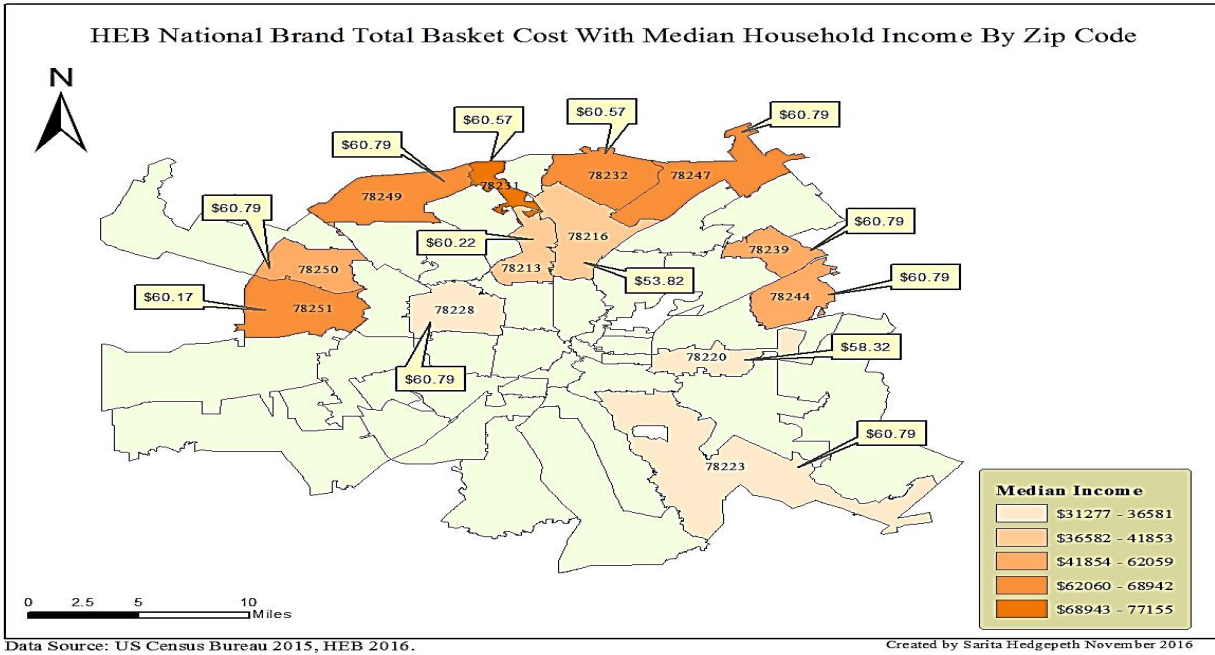 HEB National Brand Total Basket Cost With Median Household Income By Zip Code
N
$60.57
$60.57
$60.79
$60.79
78231
78232
78247
78249
$60.79
$60.79
$60.22
78216
78239
78250
78213
$60.79
$53.82
$60.17
78251
78228
78244
78220
$58.32
$60.79
$60.79
78223
Median Income
$31277 - 36581
$36582 - 41853
$41854 - 62059
$62060 - 68942
$68943 - 77155
0 2.5 5 10
Miles
Data Source: US Census Bureau 2015, HEB 2016.
Created by Sarita Hedgepeth November 2016